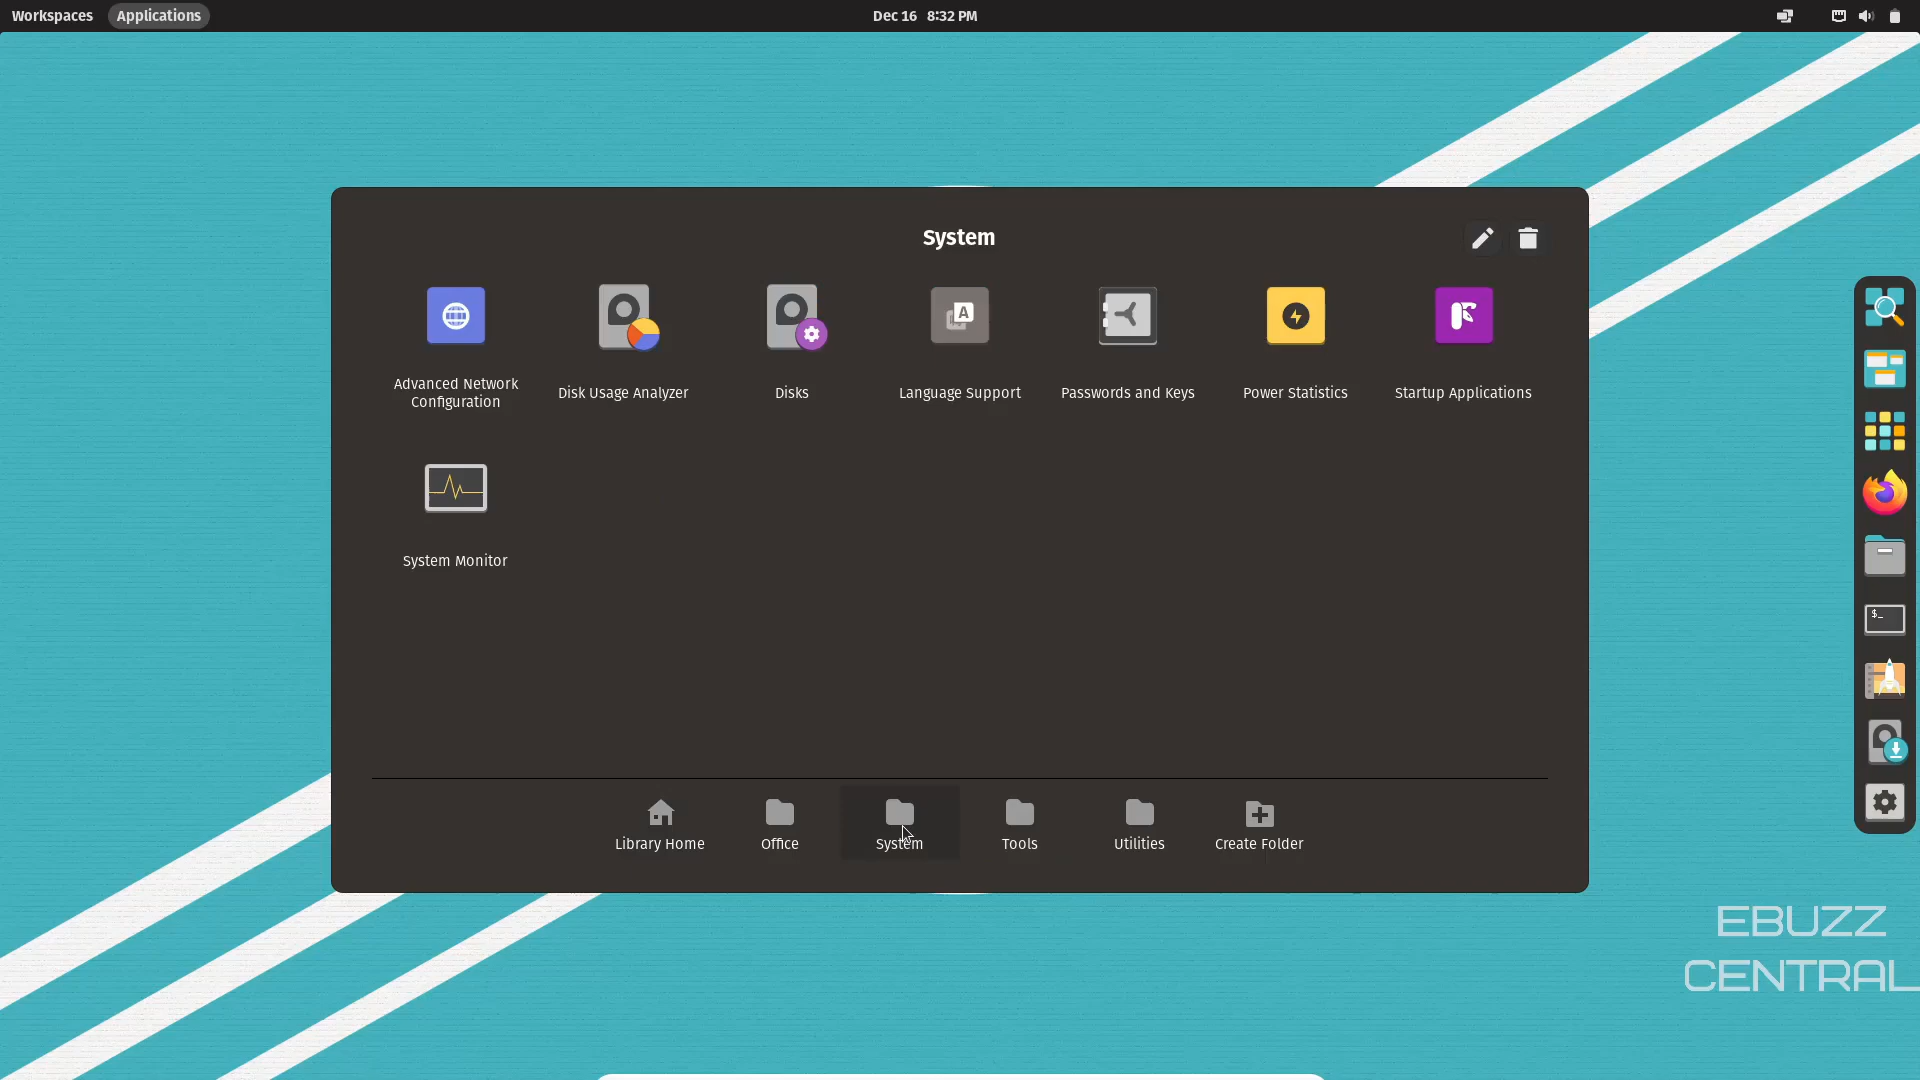 Workspaces Applications Dec 16 8:32 PM
System
Advanced Network Configuration
Disk Usage Analyzer
Disks
Language Support
Passwords and Keys
Power Statistics
Startup Applications
System Monitor
$_
A
Library Home
Office
System
Tools
Utilities
Create Folder
EBUZZ
CENTRAL